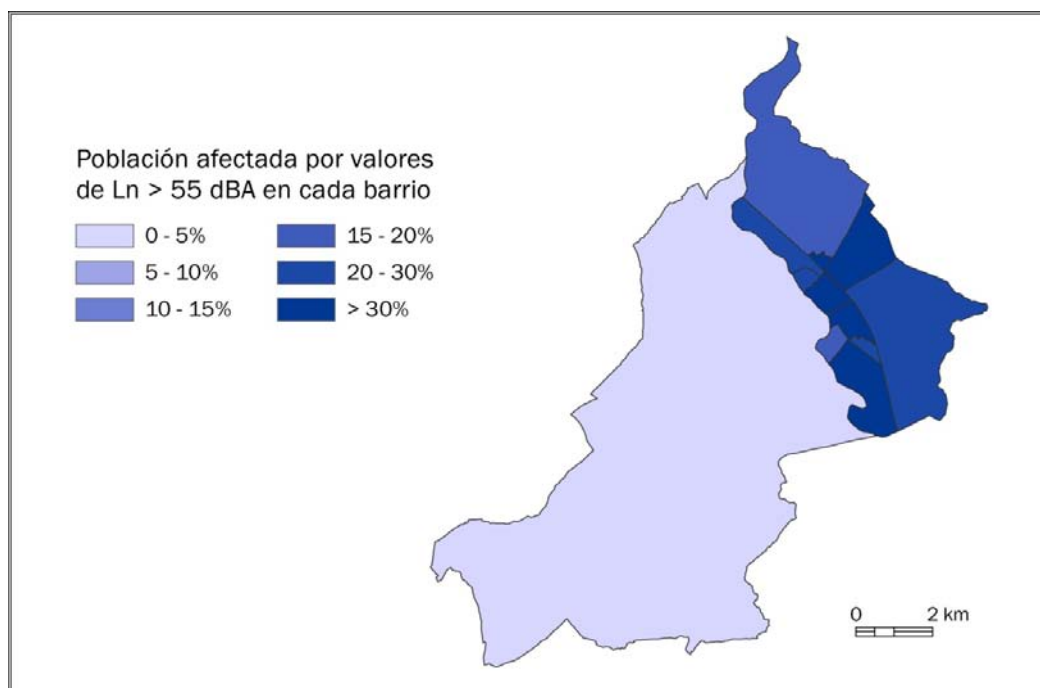 Población afectada por valores
de Ln > 55 dBA en cada barrio
0 - 5%
15 - 20%
5 - 10%
20 - 30%
10 - 15%
> 30%
0 2 km